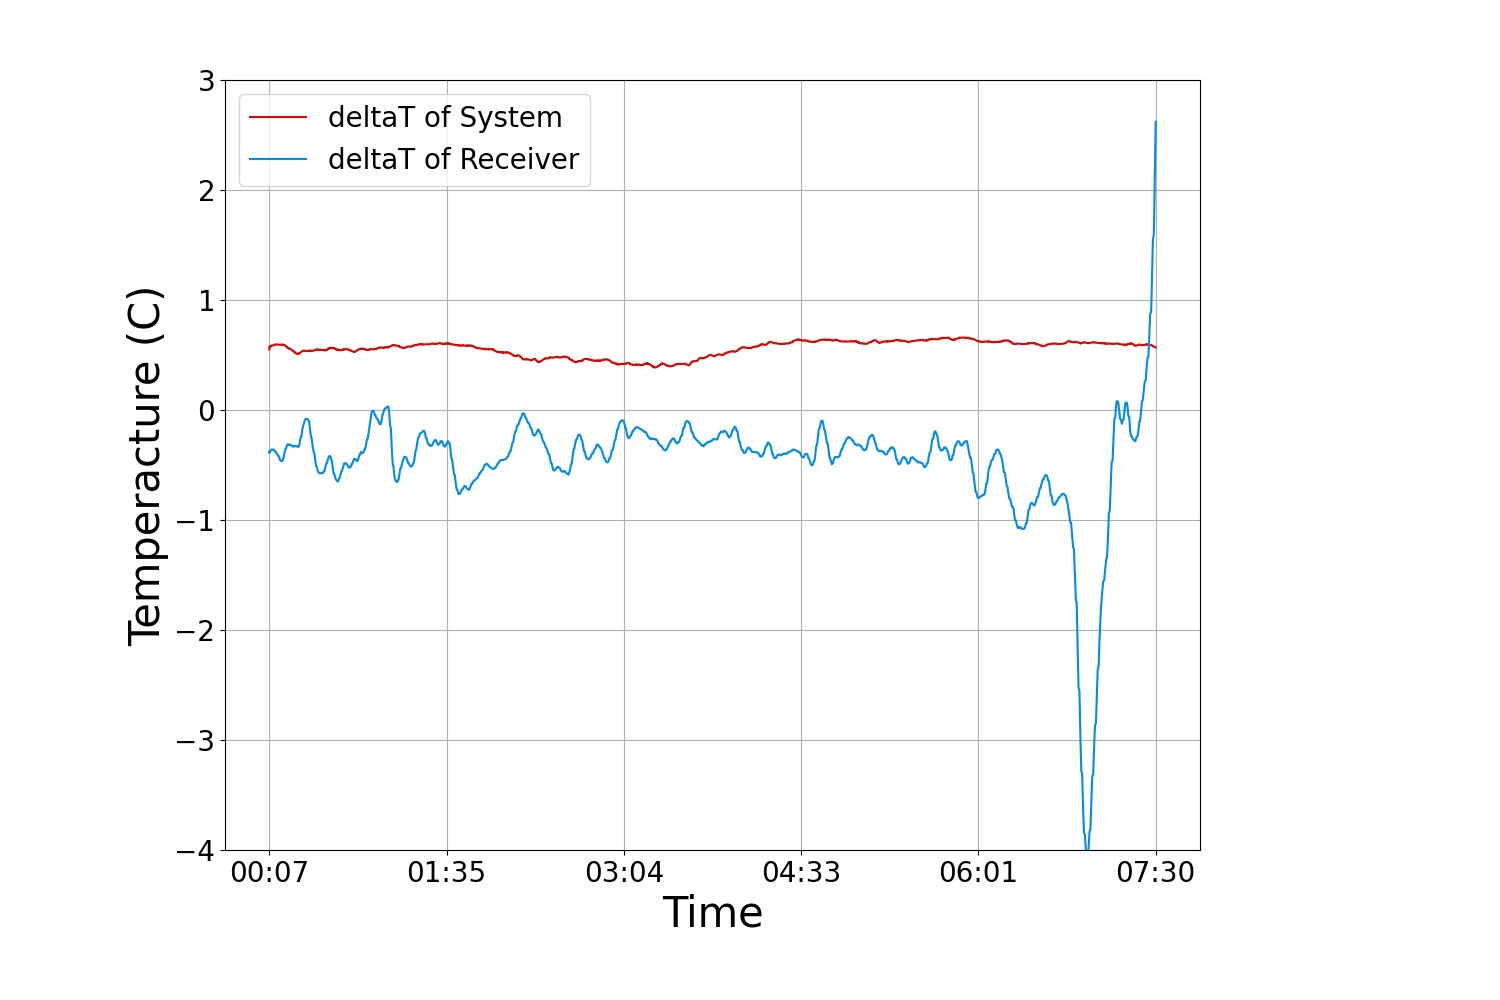 deltaT of System
deltaT of Receiver
3
2
1
0
−1
−2
−3
−4
Temperacture (C)
00:07 01:35 03:04 04:33 06:01 07:30
Time